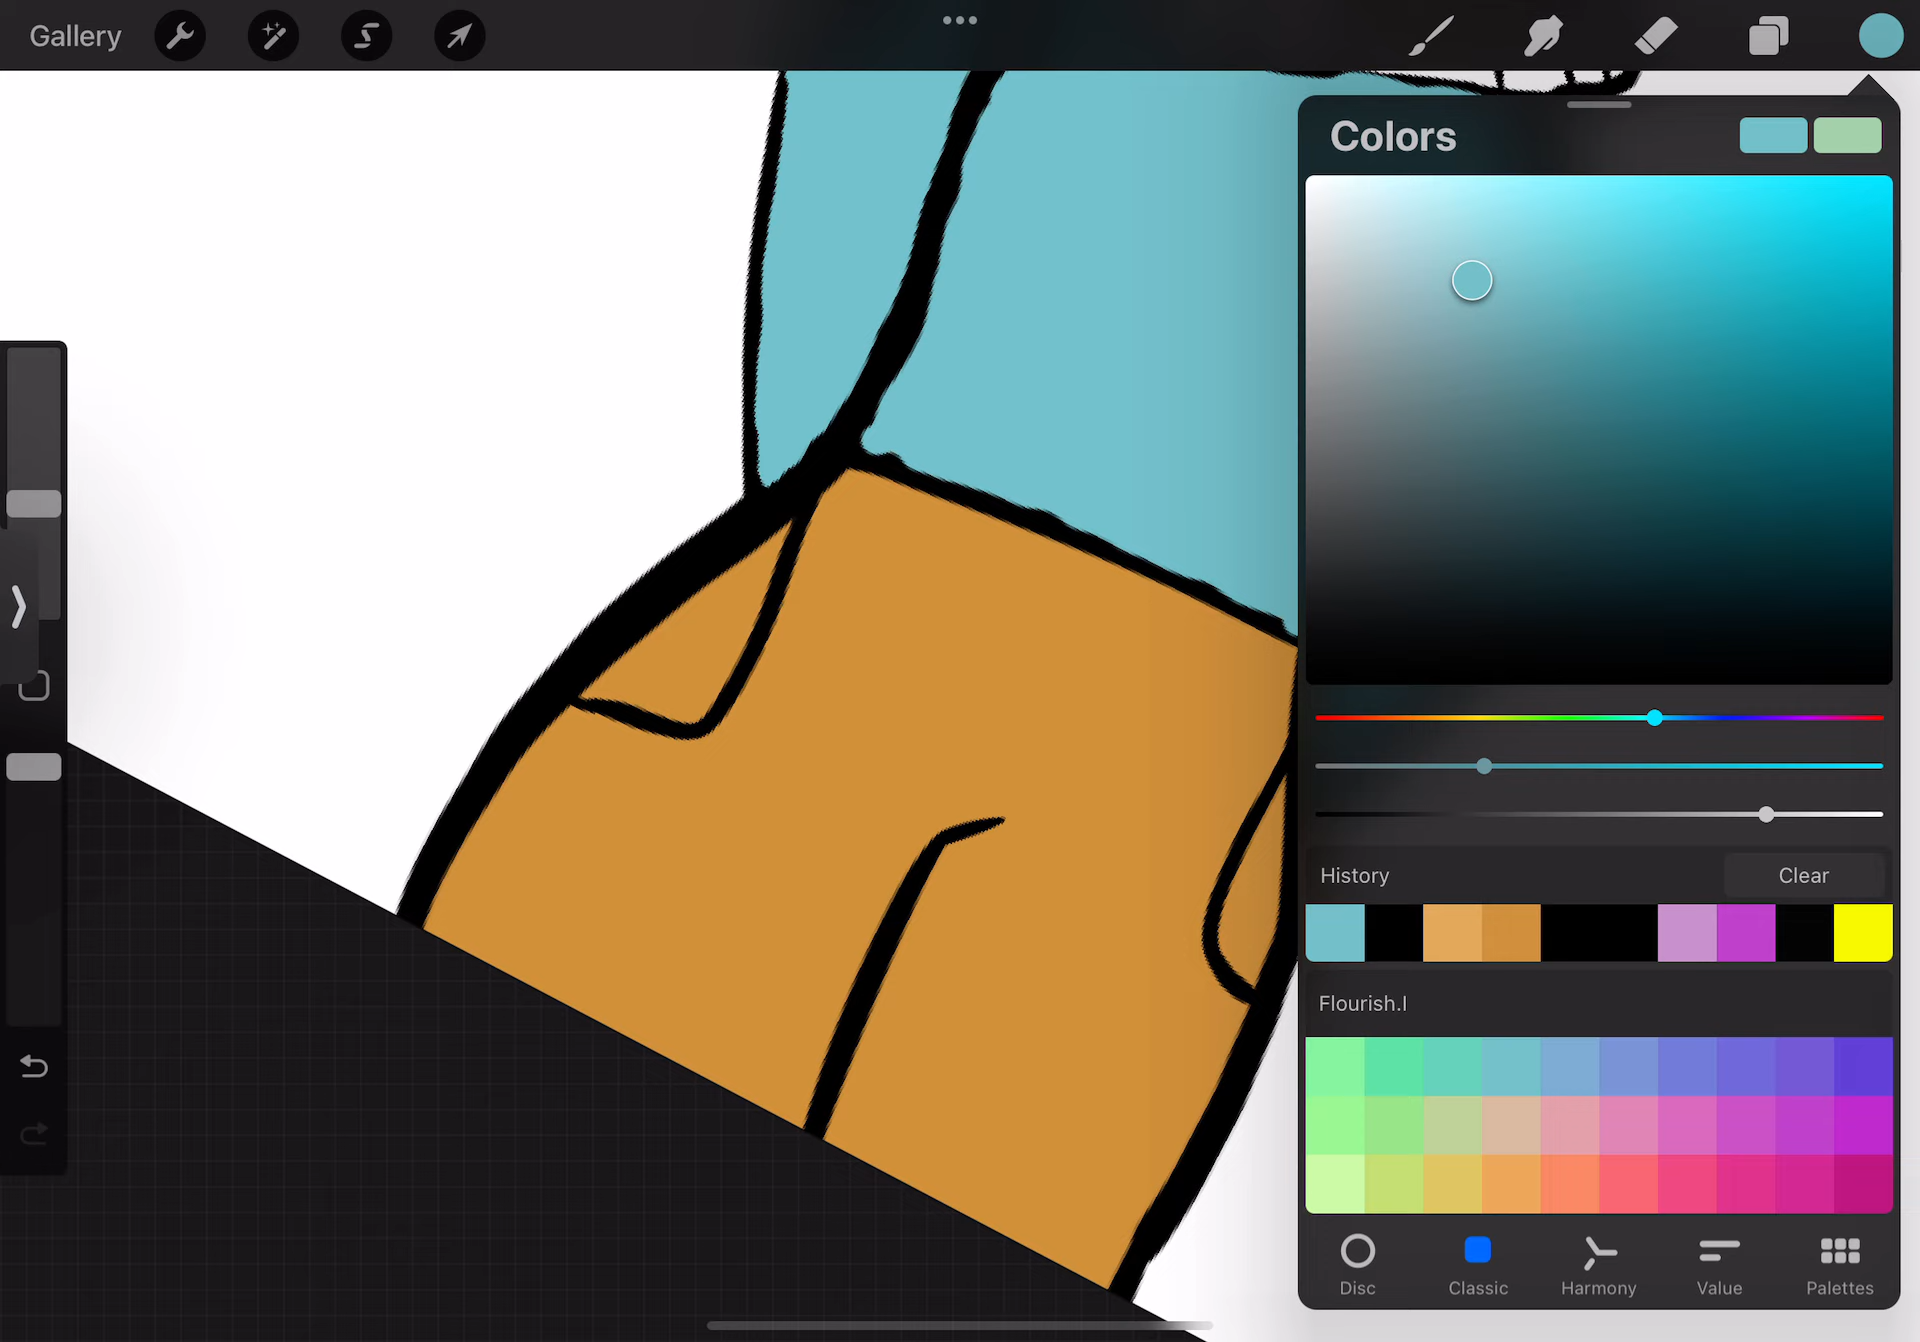 Gallery
Colors
History
Clear
Flourish.I
Disc
Classic
Harmony
Value
Palettes